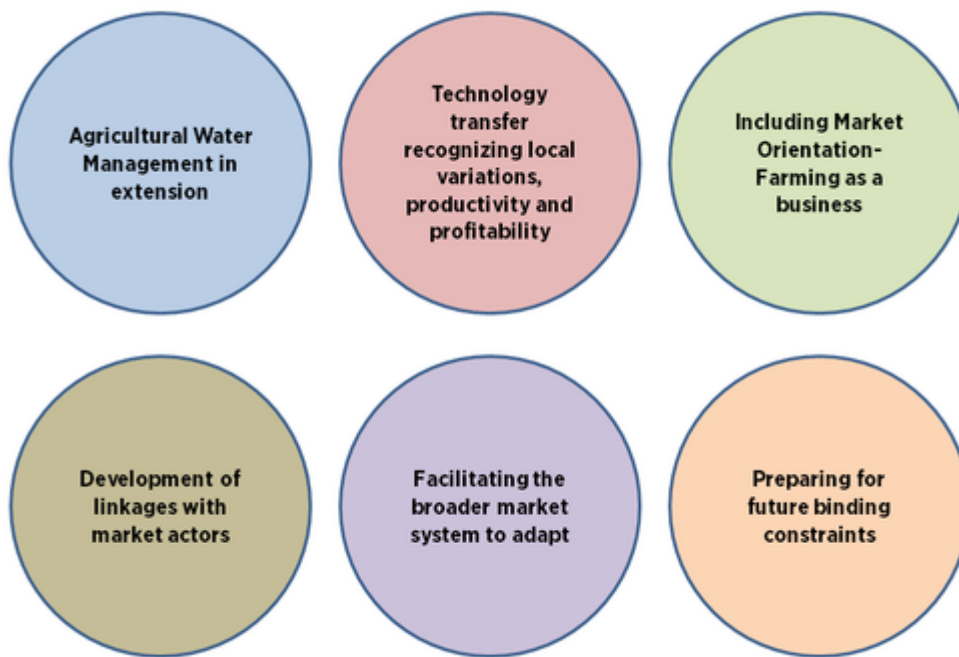 Agricultural Water
Management in
extension
Technology
transfer
recognizing local
variations,
productivity and
profitability
Including Market
Orientation-
Farming as a
business
Development of
linkages with
market actors
Facilitating the
broader market
system to adapt
Preparing for
future binding
constraints